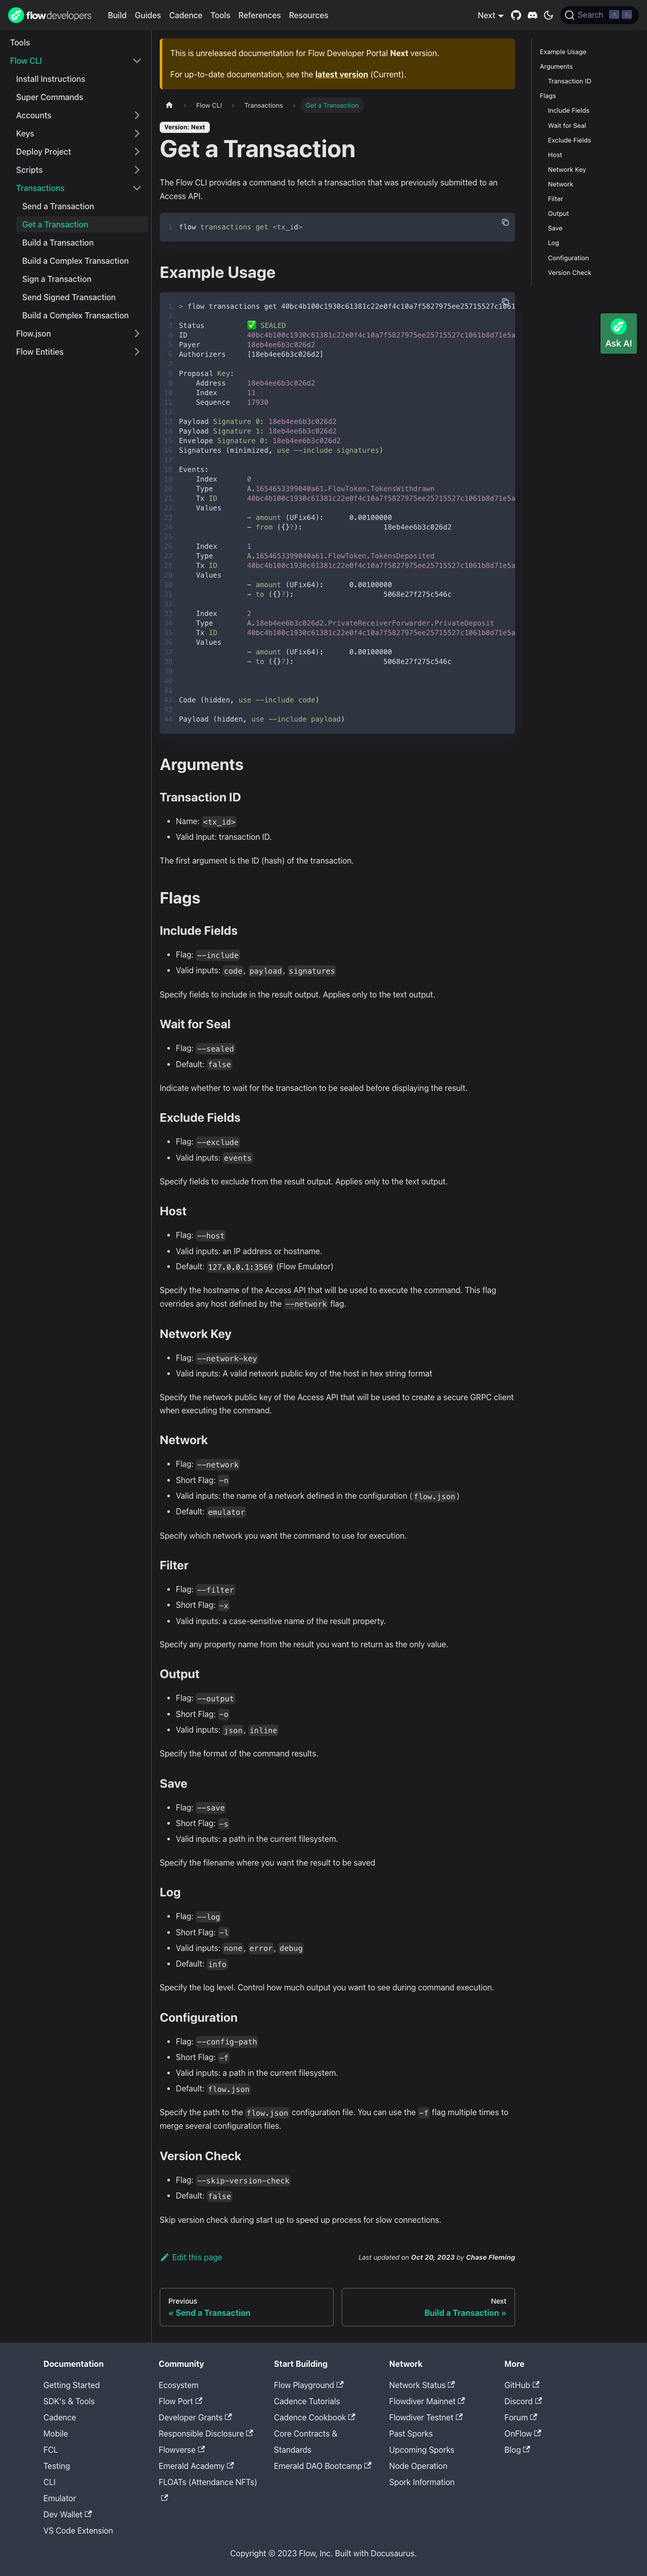 flowdevelopers Build Guides Cadence Tools References Resources Next Search K
Tools
Flow CLI
Install Instructions
Super Commands
Accounts
Keys
Deploy Project
Scripts
Transactions
Send a Transaction
Get a Transaction
Build a Transaction
Build a Complex Transaction
Sign a Transaction
Send Signed Transaction
Build a Complex Transaction
Flow.json
Flow Entities
This is unreleased documentation for Flow Developer Portal Next version.
For up-to-date documentation, see the latest version (Current).
Flow CLI Transactions Get a Transaction
Version: Next
Get a Transaction
The Flow CLI provides a command to fetch a transaction that was previously submitted to an
Access API.
1 flow transactions get <tx_id>
Example Usage
1 > flow transactions get 40bc4b100c1930c61381c22e0f4c10a7f5827975ee25715527c1061
2
3 Status ✅ SEALED
4 ID 40bc4b100c1930c61381c22e0f4c10a7f5827975ee25715527c1061b8d71e5a
5 Payer 18eb4ee6b3c026d2
6 Authorizers [18eb4ee6b3c026d2]
7
8 Proposal Key:
9 Address 18eb4ee6b3c026d2
10 Index 11
11 Sequence 17930
12
13 Payload Signature 0: 18eb4ee6b3c026d2
14 Payload Signature 1: 18eb4ee6b3c026d2
15 Envelope Signature 0: 18eb4ee6b3c026d2
16 Signatures (minimized, use --include signatures)
17
18 Events:
19 Index 0
20 Type A.1654653399040a61.FlowToken.TokensWithdrawn
21 Tx ID 40bc4b100c1930c61381c22e0f4c10a7f5827975ee25715527c1061b8d71e5a
22 Values
23 - amount (UFix64): 0.00100000
24 - from ({}?): 18eb4ee6b3c026d2
25
26 Index 1
27 Type A.1654653399040a61.FlowToken.TokensDeposited
28 Tx ID 40bc4b100c1930c61381c22e0f4c10a7f5827975ee25715527c1061b8d71e5a
29 Values
30 - amount (UFix64): 0.00100000
31 - to ({}?): 5068e27f275c546c
32
33 Index 2
34 Type A.18eb4ee6b3c026d2.PrivateReceiverForwarder.PrivateDeposit
35 Tx ID 40bc4b100c1930c61381c22e0f4c10a7f5827975ee25715527c1061b8d71e5a
36 Values
37 - amount (UFix64): 0.00100000
38 - to ({}?): 5068e27f275c546c
39
40
41
42 Code (hidden, use --include code)
43
44 Payload (hidden, use --include payload)
Arguments
Transaction ID
• Name: <tx_id>
• Valid Input: transaction ID.
The first argument is the ID (hash) of the transaction.
Flags
Include Fields
• Flag: --include
• Valid inputs: code, payload, signatures
Specify fields to include in the result output. Applies only to the text output.
Wait for Seal
• Flag: --sealed
• Default: false
Indicate whether to wait for the transaction to be sealed before displaying the result.
Exclude Fields
• Flag: --exclude
• Valid inputs: events
Specify fields to exclude from the result output. Applies only to the text output.
Host
• Flag: --host
• Valid inputs: an IP address or hostname.
• Default: 127.0.0.1:3569 (Flow Emulator)
Specify the hostname of the Access API that will be used to execute the command. This flag
overrides any host defined by the --network flag.
Network Key
• Flag: --network-key
• Valid inputs: A valid network public key of the host in hex string format
Specify the network public key of the Access API that will be used to create a secure GRPC client
when executing the command.
Network
• Flag: --network
• Short Flag: -n
• Valid inputs: the name of a network defined in the configuration (flow.json)
• Default: emulator
Specify which network you want the command to use for execution.
Filter
• Flag: --filter
• Short Flag: -x
• Valid inputs: a case-sensitive name of the result property.
Specify any property name from the result you want to return as the only value.
Output
• Flag: --output
• Short Flag: -o
• Valid inputs: json, inline
Specify the format of the command results.
Save
• Flag: --save
• Short Flag: -s
• Valid inputs: a path in the current filesystem.
Specify the filename where you want the result to be saved
Log
• Flag: --log
• Short Flag: -l
• Valid inputs: none, error, debug
• Default: info
Specify the log level. Control how much output you want to see during command execution.
Configuration
• Flag: --config-path
• Short Flag: -f
• Valid inputs: a path in the current filesystem.
• Default: flow.json
Specify the path to the flow.json configuration file. You can use the -f flag multiple times to
merge several configuration files.
Version Check
• Flag: --skip-version-check
• Default: false
Skip version check during start up to speed up process for slow connections.
Edit this page Last updated on Oct 20, 2023 by Chase Fleming
Previous
« Send a Transaction
Next
Build a Transaction »
Example Usage
Arguments
Transaction ID
Flags
Include Fields
Wait for Seal
Exclude Fields
Host
Network Key
Network
Filter
Output
Save
Log
Configuration
Version Check
Ask AI
Documentation
Getting Started
SDK's & Tools
Cadence
Mobile
FCL
Testing
CLI
Emulator
Dev Wallet
VS Code Extension
Community
Ecosystem
Flow Port
Developer Grants
Responsible Disclosure
Flowverse
Emerald Academy
FLOATs (Attendance NFTs)
Start Building
Flow Playground
Cadence Tutorials
Cadence Cookbook
Core Contracts &
Standards
Emerald DAO Bootcamp
Network
Network Status
Flowdiver Mainnet
Flowdiver Testnet
Past Sporks
Upcoming Sporks
Node Operation
Spork Information
More
GitHub
Discord
Forum
OnFlow
Blog
Copyright © 2023 Flow, Inc. Built with Docusaurus.